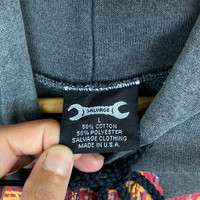 SALVAGE
L
50% COTTON
50% POLYESTER
SALVAGE CLOTHING
MADE IN U.S.A.